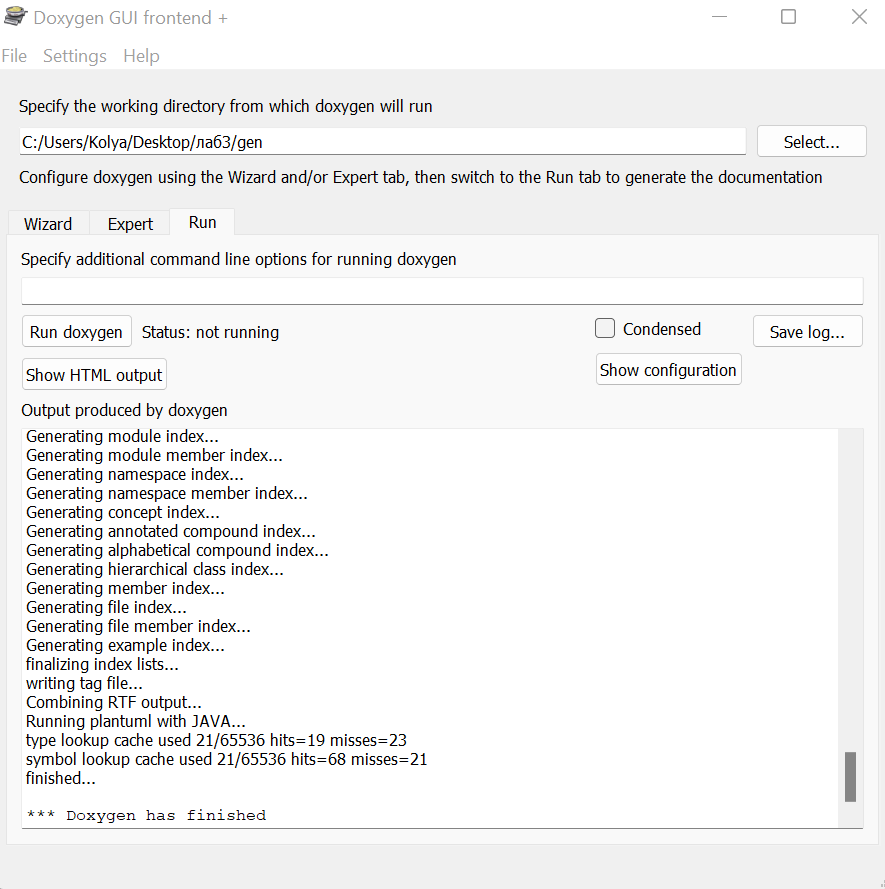 Doxygen GUI frontend +
File Settings Help
Specify the working directory from which doxygen will run
C:/Users/Kolya/Desktop/лаб3/gen
Select...
Configure doxygen using the Wizard and/or Expert tab, then switch to the Run tab to generate the documentation
Wizard Expert Run
Specify additional command line options for running doxygen
Run doxygen Status: not running Condensed Save log...
Show HTML output Show configuration
Output produced by doxygen
Generating module index...
Generating module member index...
Generating namespace index...
Generating namespace member index...
Generating concept index...
Generating annotated compound index...
Generating alphabetical compound index...
Generating hierarchical class index...
Generating member index...
Generating file index...
Generating file member index...
Generating example index...
finalizing index lists...
writing tag file...
Combining RTF output...
Running plantuml with JAVA...
type lookup cache used 21/65536 hits=19 misses=23
symbol lookup cache used 21/65536 hits=68 misses=21
finished...
*** Doxygen has finished